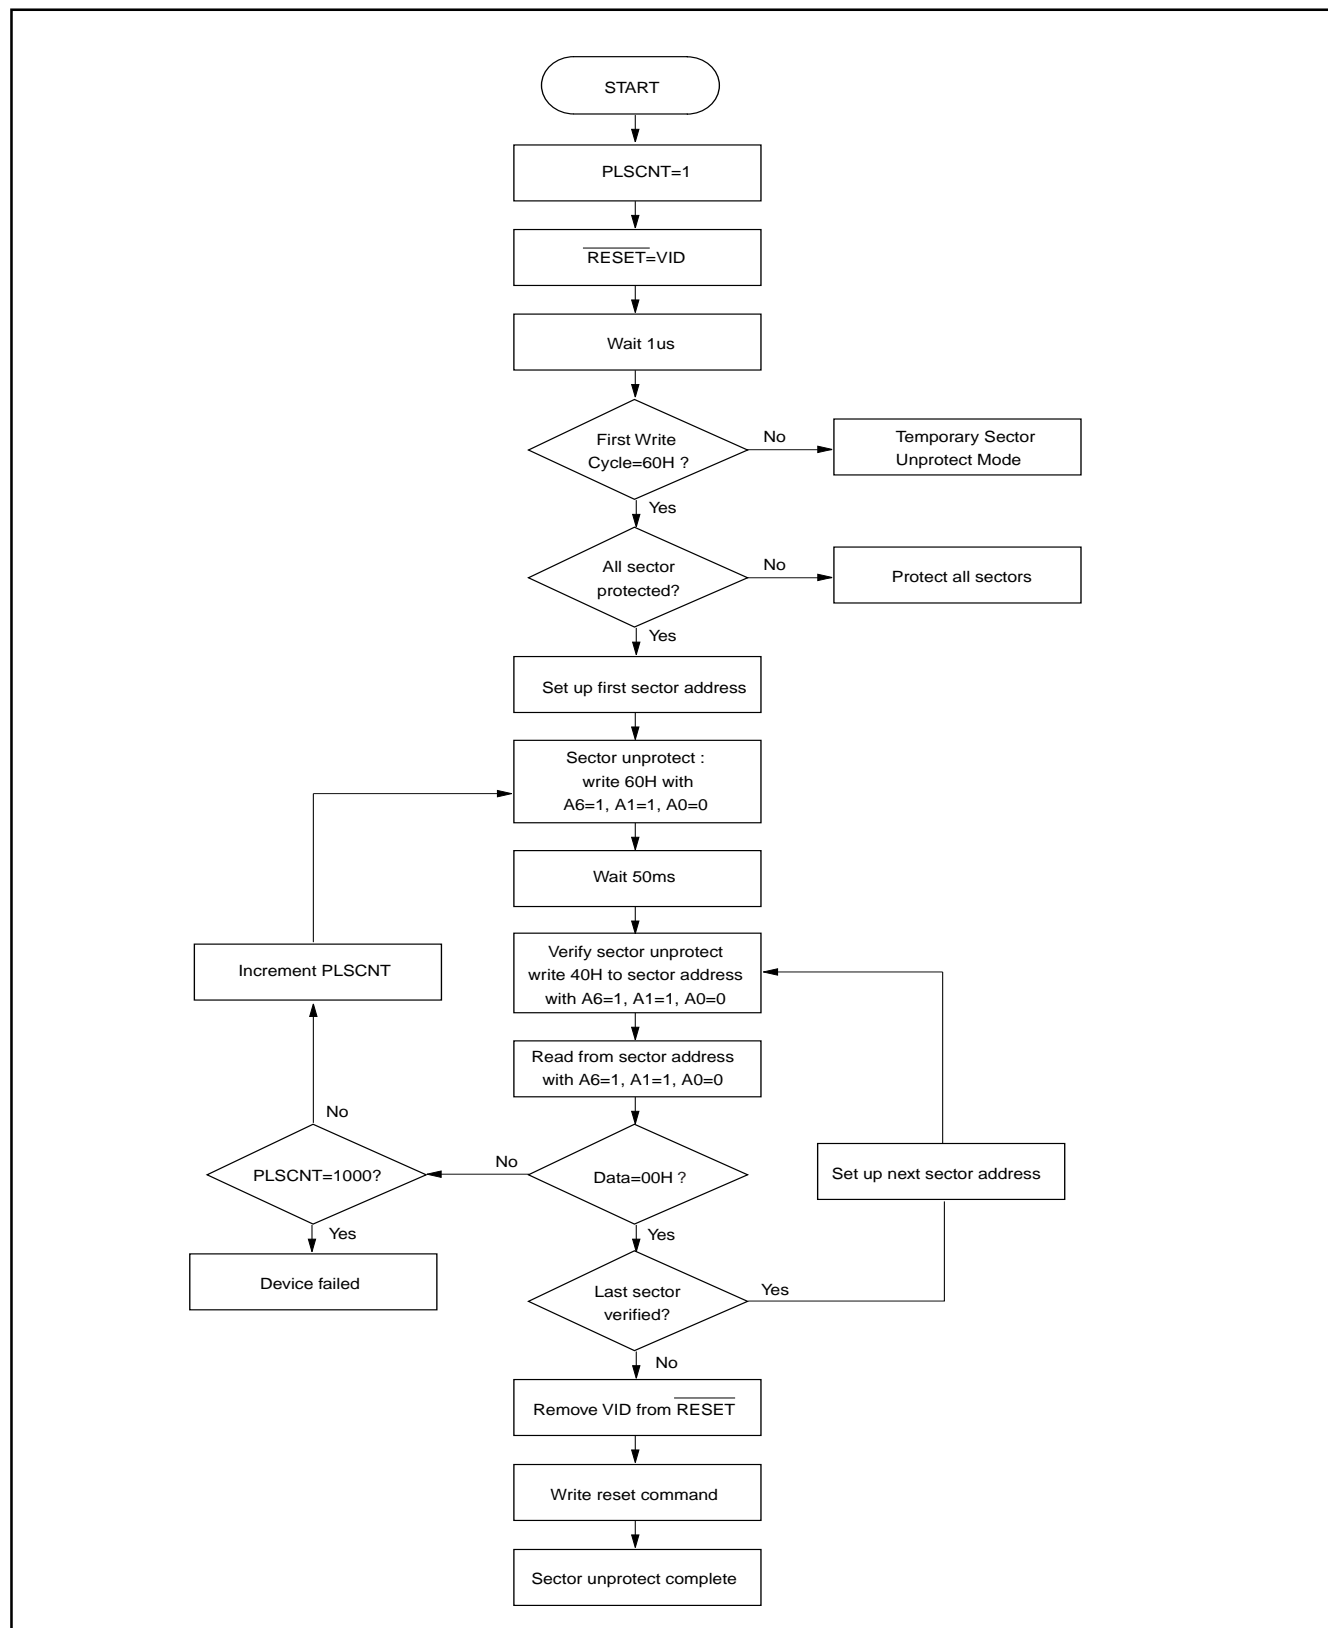 START
PLSCNT=1
RESET=VID
Wait 1us
First Write
Cycle=60H ?
No
Temporary Sector
Unprotect Mode
Yes
All sector
protected?
No
Protect all sectors
Yes
Set up first sector address
Sector unprotect :
write 60H with
A6=1, A1=1, A0=0
Wait 50ms
Increment PLSCNT
Verify sector unprotect
write 40H to sector address
with A6=1, A1=1, A0=0
Read from sector address
with A6=1, A1=1, A0=0
No
PLSCNT=1000?
No
Data=00H ?
Set up next sector address
Yes
Yes
Device failed
Last sector
verified?
Yes
No
Remove VID from RESET
Write reset command
Sector unprotect complete